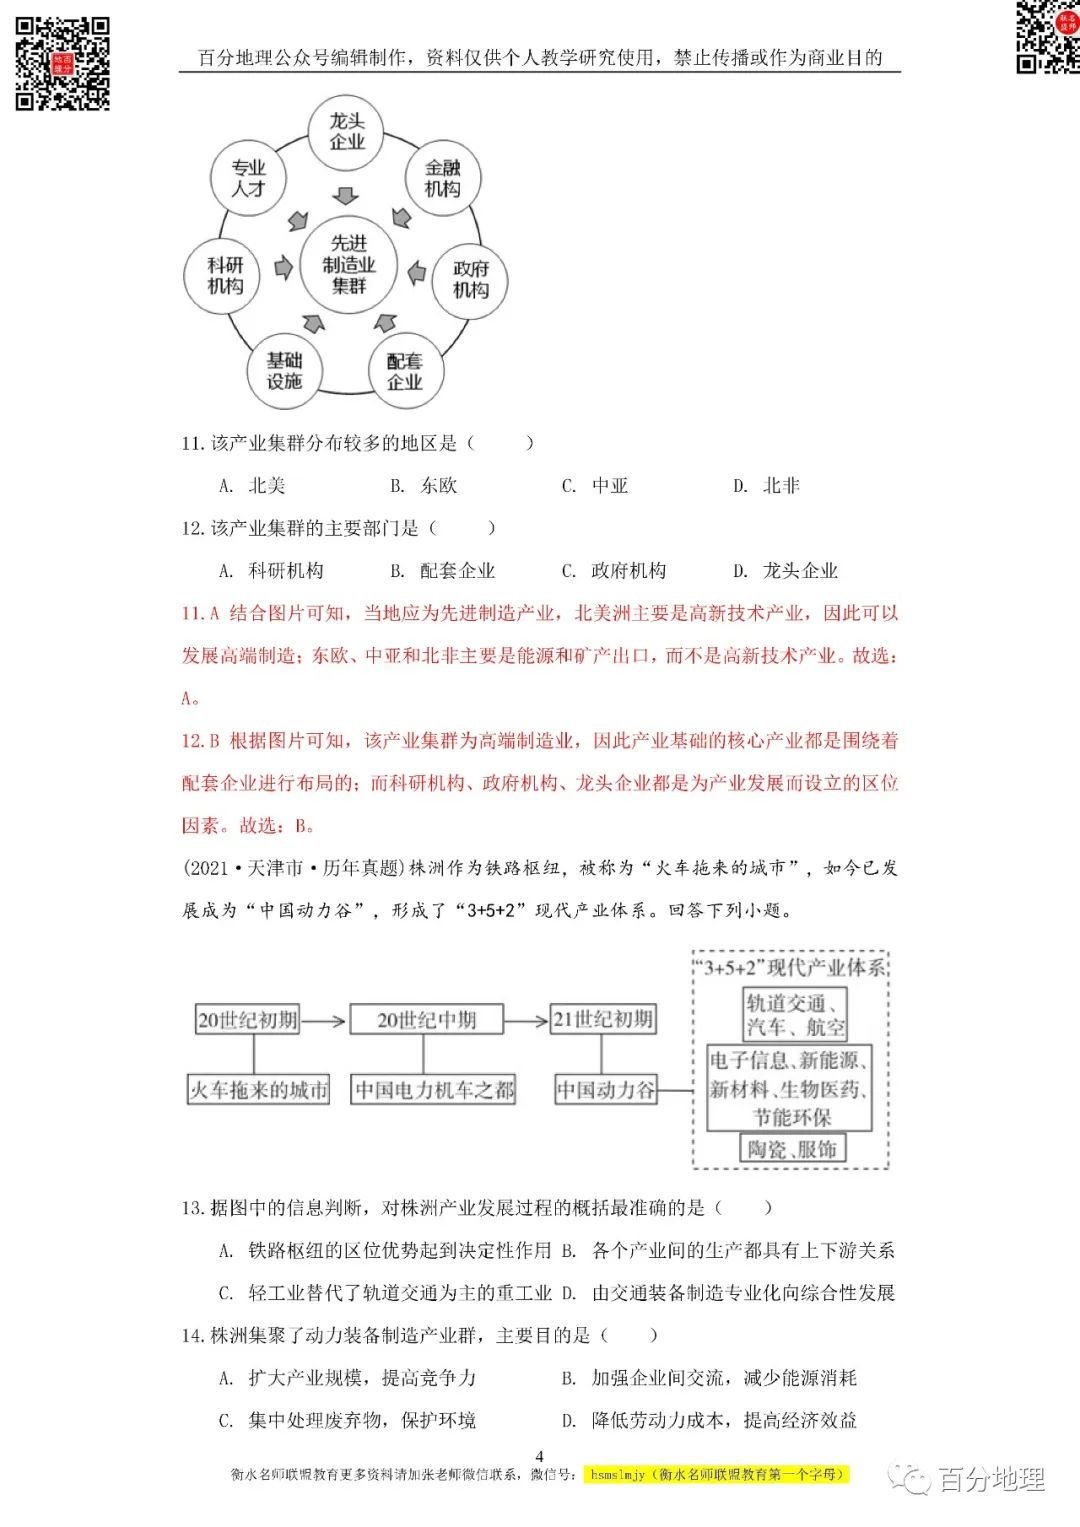 百分地理公众号编辑制作，资料仅供个人教学研究使用，禁止传播或作为商业目的
龙头
企业
专业
人才
金融
机构
先进
制造业
集群
科研
机构
政府
机构
基础
设施
配套
企业
11.该产业集群分布较多的地区是（　　）
A. 北美 B. 东欧 C. 中亚 D. 北非
12.该产业集群的主要部门是（　　）
A. 科研机构 B. 配套企业 C. 政府机构 D. 龙头企业
11.A 结合图片可知，当地应为先进制造产业，北美洲主要是高新技术产业，因此可以
发展高端制造；东欧、中亚和北非主要是能源和矿产出口，而不是高新技术产业。故选：
A。
12.B 根据图片可知，该产业集群为高端制造业，因此产业基础的核心产业都是围绕着
配套企业进行布局的；而科研机构、政府机构、龙头企业都是为产业发展而设立的区位
因素。故选：B。
(2021·天津市·历年真题)株洲作为铁路枢纽，被称为“火车拖来的城市”，如今已发
展成为“中国动力谷”，形成了“3+5+2”现代产业体系。回答下列小题。
“3+5+2”现代产业体系
20世纪初期 20世纪中期 21世纪初期
轨道交通、
汽车、航空
火车拖来的城市 中国电力机车之都 中国动力谷
电子信息、新能源、
新材料、生物医药、
节能环保
陶瓷、服饰
13.据图中的信息判断，对株洲产业发展过程的概括最准确的是（　　）
A. 铁路枢纽的区位优势起到决定性作用 B. 各个产业间的生产都具有上下游关系
C. 轻工业替代了轨道交通为主的重工业 D. 由交通装备制造专业化向综合性发展
14.株洲集聚了动力装备制造产业群，主要目的是（　　）
A. 扩大产业规模，提高竞争力 B. 加强企业间交流，减少能源消耗
C. 集中处理废弃物，保护环境 D. 降低劳动力成本，提高经济效益
4
衡水名师联盟教育更多资料请加张老师微信联系，微信号： hsmslmjy（衡水名师联盟教育第一个字母）
百分地理